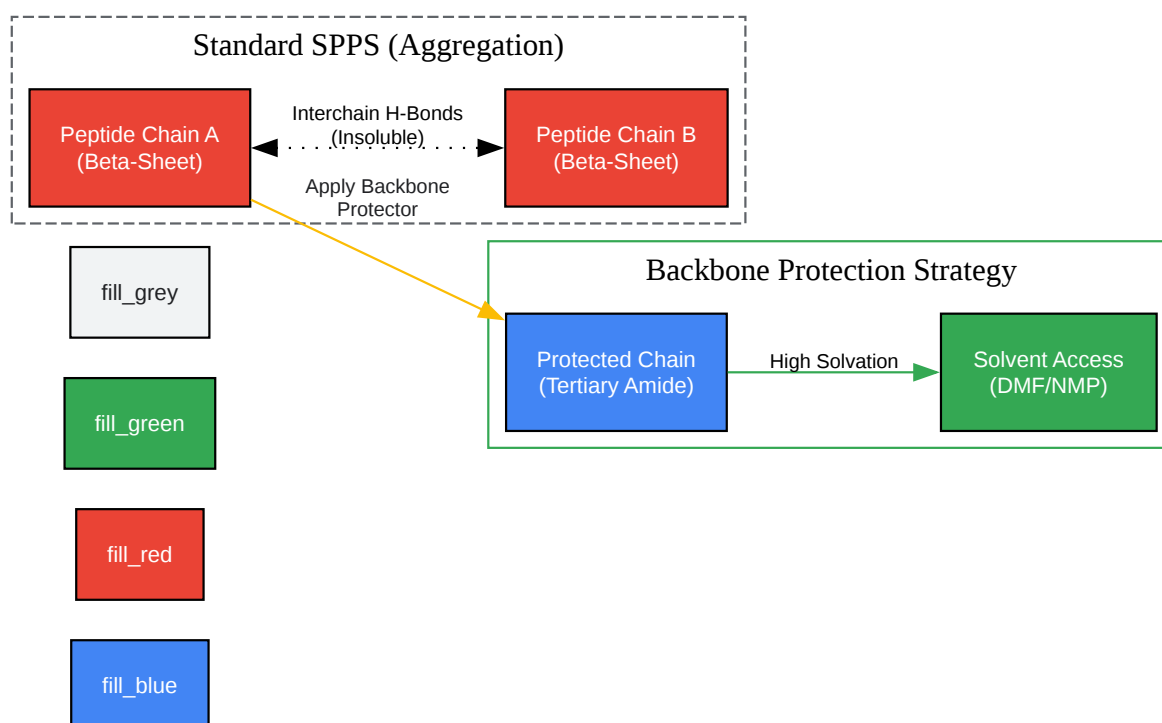 Standard SPPS (Aggregation)
Peptide Chain A
(Beta-Sheet)
Interchain H-Bonds
(Insoluble)
Peptide Chain B
(Beta-Sheet)
Apply Backbone
Protector
fill_grey
Backbone Protection Strategy
Protected Chain
(Tertiary Amide)
High Solvation
Solvent Access
(DMF/NMP)
fill_green
fill_red
fill_blue